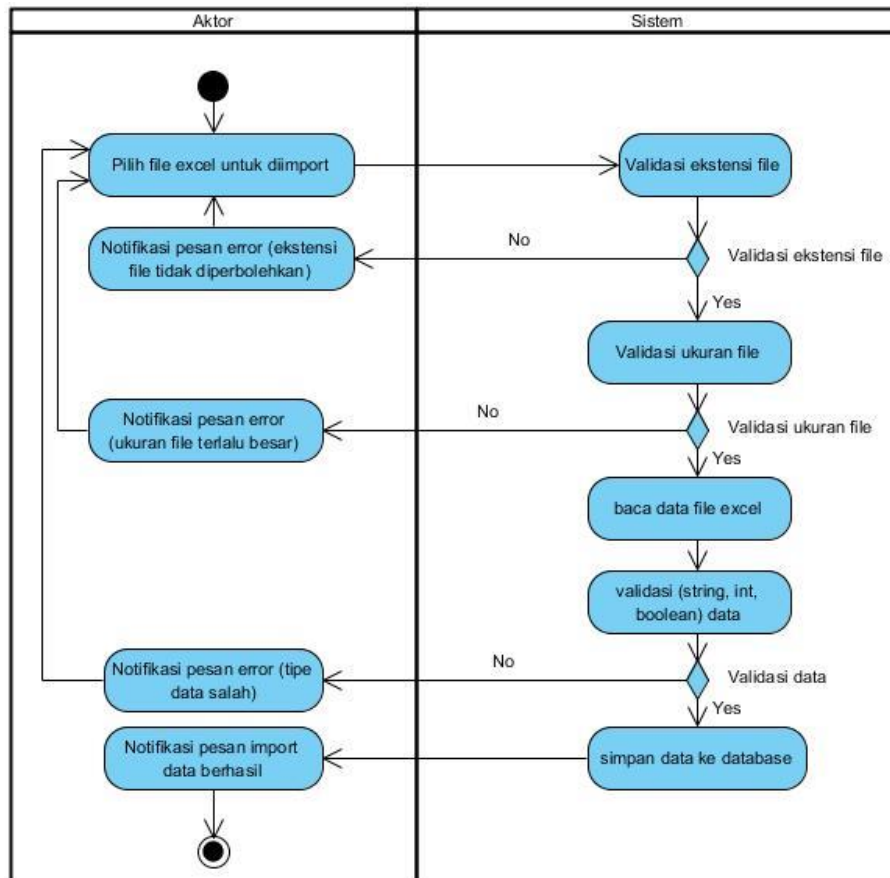 Aktor
Sistem
Pilih file excel untuk diimport
Validasi ekstensi file
Notifikasi pesan error (ekstensi
file tidak diperbolehkan)
No
Validasi ekstensi file
Yes
Validasi ukuran file
Notifikasi pesan error
(ukuran file terlalu besar)
No
Validasi ukuran file
Yes
baca data file excel
validasi (string, int,
boolean) data
Notifikasi pesan error (tipe
data salah)
No
Validasi data
Yes
Notifikasi pesan import
data berhasil
simpan data ke database